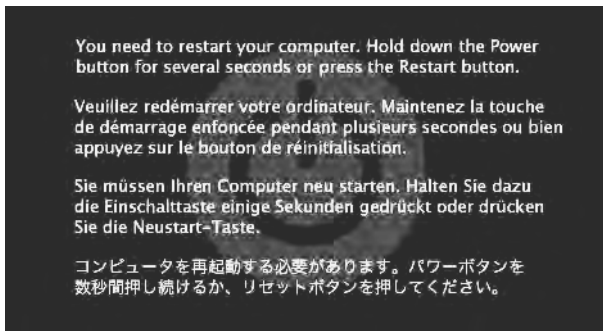 You need to restart your computer. Hold down the Power
button for several seconds or press the Restart button.
Veuillez redémarrer votre ordinateur. Maintenez la touche
de démarrage enfoncée pendant plusieurs secondes ou bien
appuyez sur le bouton de réinitialisation.
Sie müssen Ihren Computer neu starten. Halten Sie dazu
die Einschalttaste einige Sekunden gedrückt oder drücken
Sie die Neustart-Taste.
コンピュータを再起動する必要があります。パワーボタンを
数秒間押し続けるか、リセットボタンを押してください。